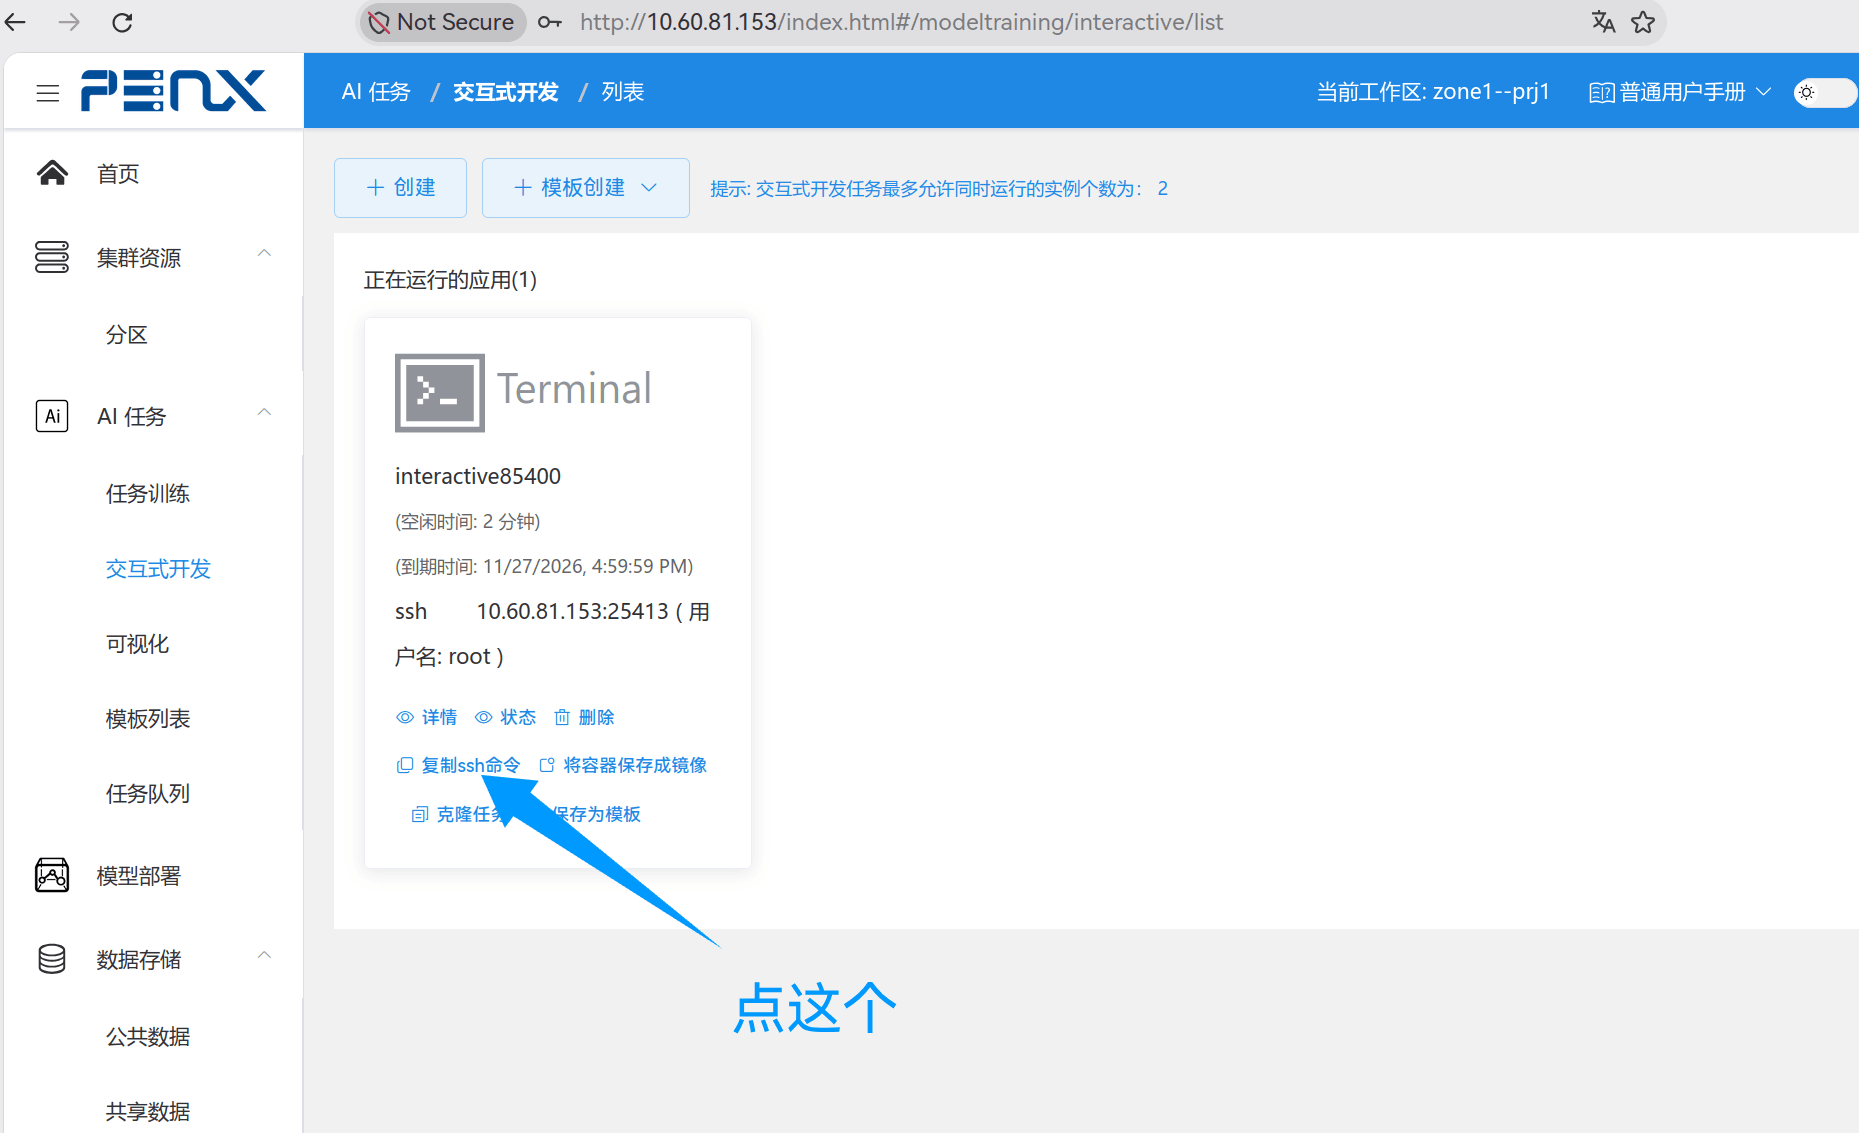 Not Secure http://10.60.81.153/index.html#/modeltraining/interactive/list
PENX
AI 任务 / 交互式开发 / 列表
当前工作区: zone1--prj1 普通用户手册
首页
集群资源
分区
Ai AI 任务
任务训练
交互式开发
可视化
模板列表
任务队列
模型部署
数据存储
公共数据
共享数据
创建 模板创建 提示: 交互式开发任务最多允许同时运行的实例个数为: 2
正在运行的应用(1)
Terminal
interactive85400
(空闲时间: 2 分钟)
(到期时间: 11/27/2026, 4:59:59 PM)
ssh 10.60.81.153:25413 ( 用
户名: root )
详情 状态 删除
复制ssh命令 将容器保存成镜像
克隆任务 保存为模板
点这个